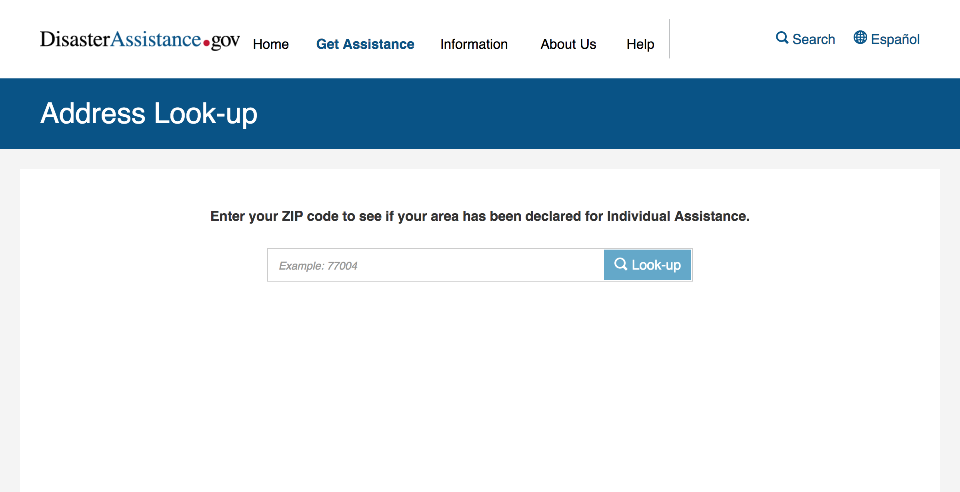 DisasterAssistance.gov Home Get Assistance Information About Us Help Search Español
Address Look-up
Enter your ZIP code to see if your area has been declared for Individual Assistance.
Example: 77004 Look-up